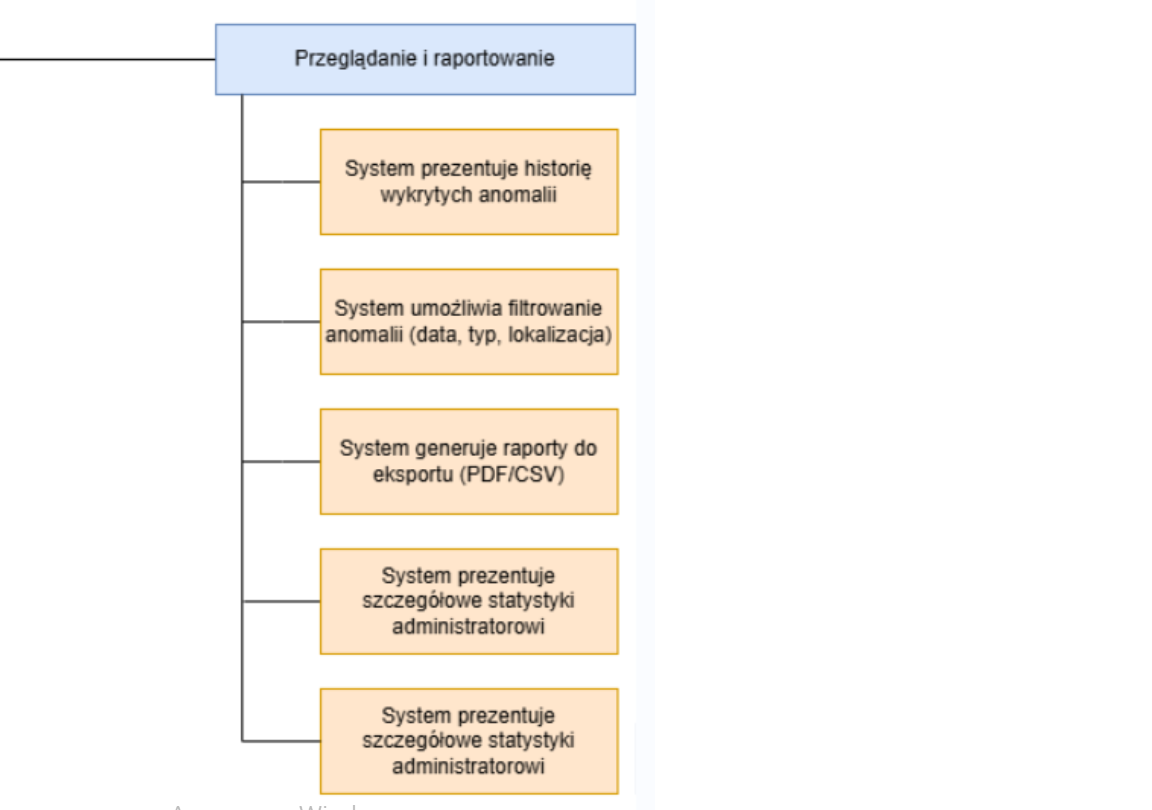 Przeglądanie i raportowanie
System prezentuje historię
wykrytych anomalii
System umożliwia filtrowanie
anomalii (data, typ, lokalizacja)
System generuje raporty do
eksportu (PDF/CSV)
System prezentuje
szczegółowe statystyki
administratorowi
System prezentuje
szczegółowe statystyki
administratorowi